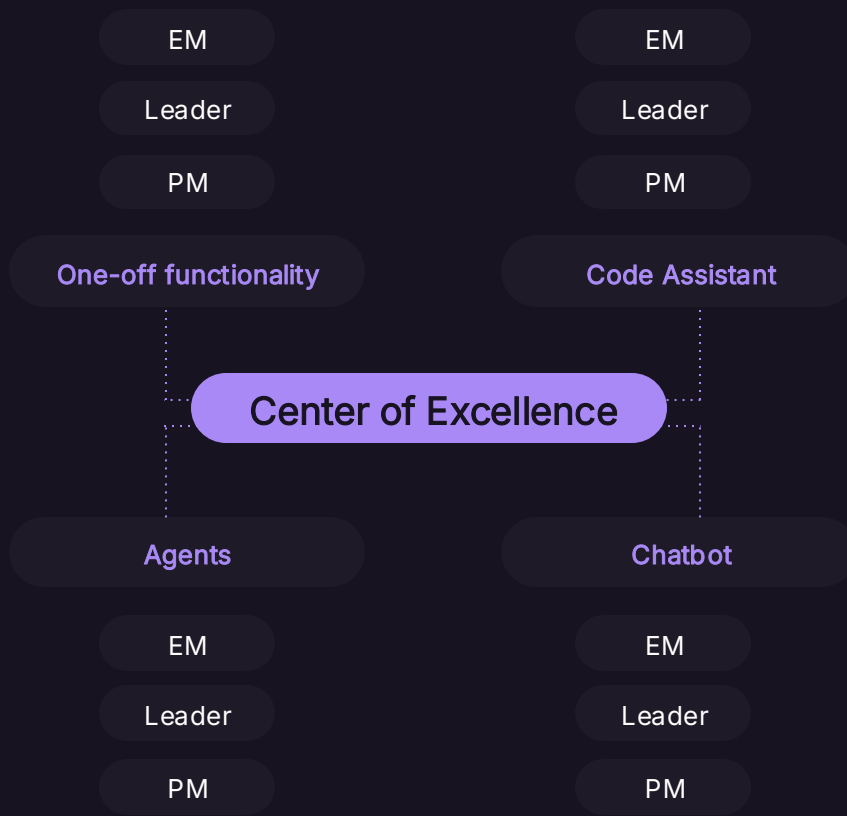 EM
EM
Leader
Leader
PM
PM
One-off functionality
Code Assistant
Center of Excellence
Agents
Chatbot
EM
EM
Leader
Leader
PM
PM